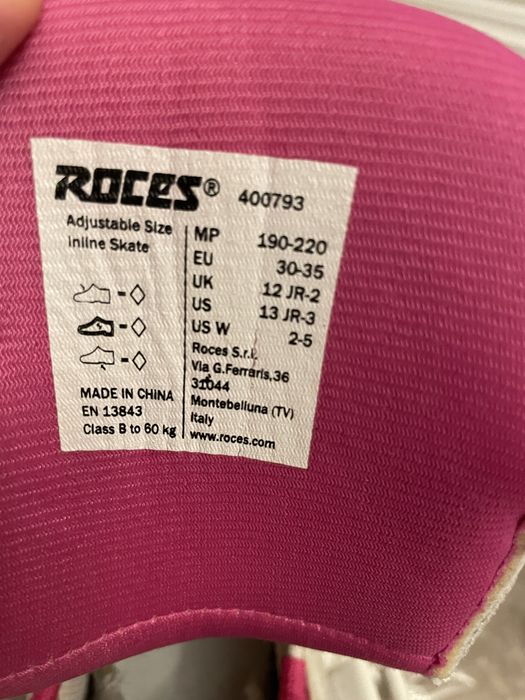 ROCES® 400793
Adjustable Size
Inline Skate
MADE IN CHINA
EN 13843
Class B to 60 kg
MP 190-220
EU 30-35
UK 12 JR-2
US 13 JR-3
US W 2-5
Roces S.r.l.
Via G.Ferraris,36
31044
Montebelluna (TV)
Italy
www.roces.com